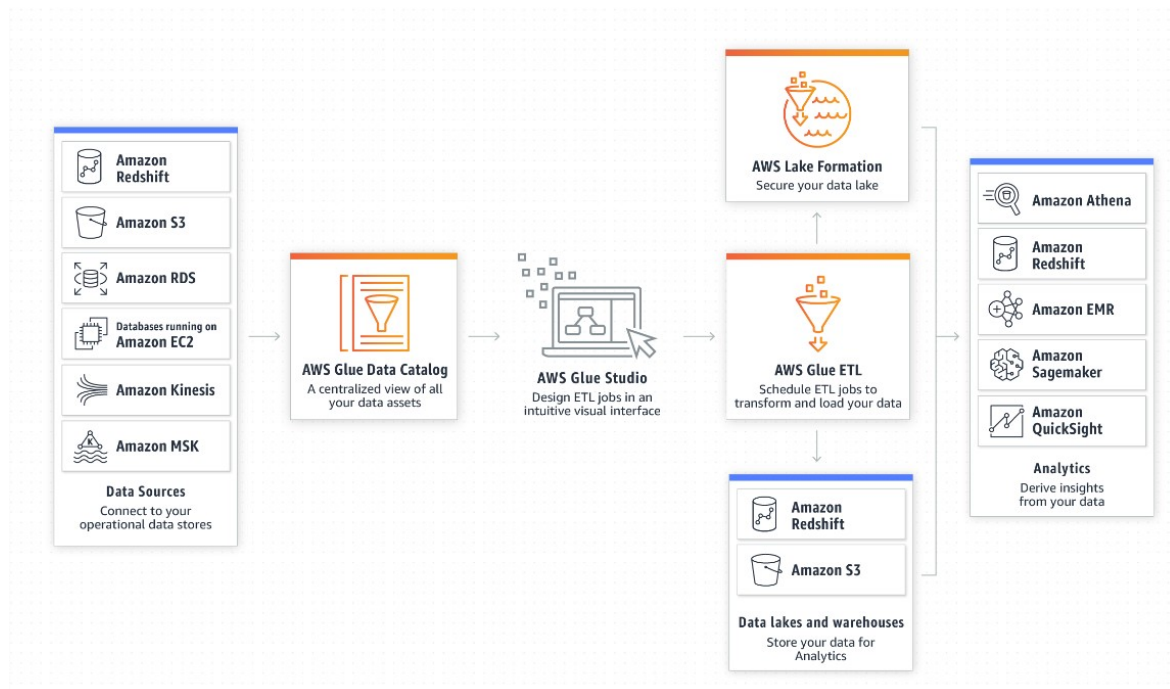 Amazon
Redshift
Amazon S3
Amazon RDS
Databases running on
Amazon EC2
Amazon Kinesis
Amazon MSK
Data Sources
Connect to your
operational data stores
AWS Glue Data Catalog
A centralized view of all
your data assets
AWS Glue Studio
Design ETL jobs in an
intuitive visual interface
AWS Lake Formation
Secure your data lake
AWS Glue ETL
Schedule ETL jobs to
transform and load your data
Amazon
Redshift
Amazon S3
Data lakes and warehouses
Store your data for
Analytics
Amazon Athena
Amazon
Redshift
Amazon EMR
Amazon
Sagemaker
Amazon
QuickSight
Analytics
Derive insights
from your data